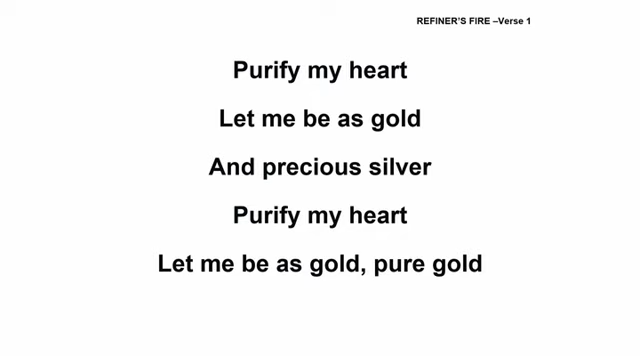 REFINER'S FIRE –Verse 1
Purify my heart
Let me be as gold
And precious silver
Purify my heart
Let me be as gold, pure gold